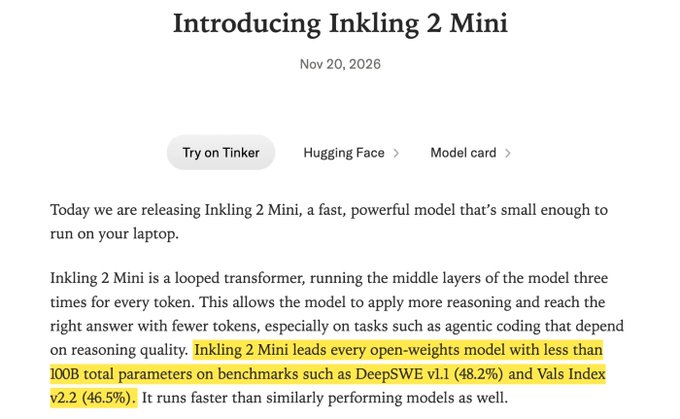 Introducing Inkling 2 Mini
Nov 20, 2026
Try on Tinker
Hugging Face
Model card
Today we are releasing Inkling 2 Mini, a fast, powerful model that’s small enough to
run on your laptop.
Inkling 2 Mini is a looped transformer, running the middle layers of the model three
times for every token. This allows the model to apply more reasoning and reach the
right answer with fewer tokens, especially on tasks such as agentic coding that depend
on reasoning quality. Inkling 2 Mini leads every open-weights model with less than
100B total parameters on benchmarks such as DeepSWE v1.1 (48.2%) and Vals Index
v2.2 (46.5%). It runs faster than similarly performing models as well.